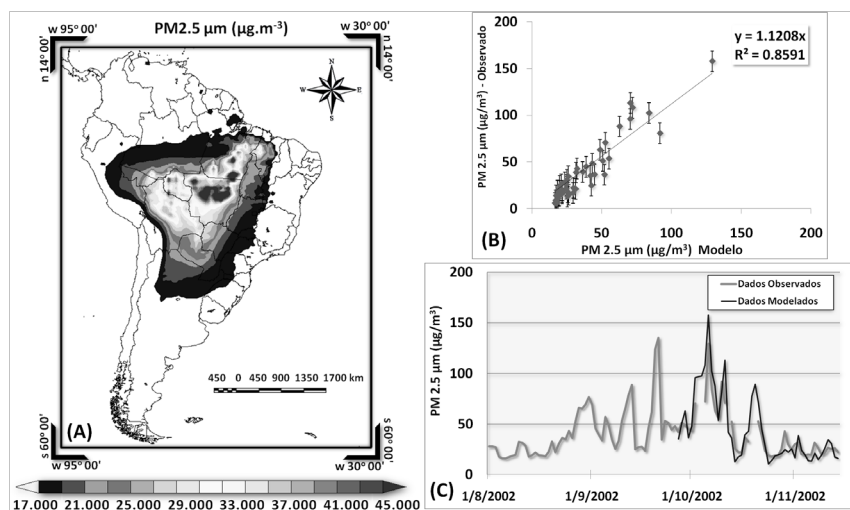 PM2.5 µm (µg.m⁻³)
w 95° 00'
w 30° 00'
n 14° 00'
n 14° 00'
N
W
E
S
450 0 450 900 1350 1700 km
(A)
s 60° 00'
s 60° 00'
w 95° 00'
w 30° 00'
17.000 21.000 25.000 29.000 33.000 37.000 41.000 45.000
PM 2.5 µm (µg/m³) - Observado
200
150
100
50
0
y = 1.1208x
R² = 0.8591
0 50 100 150 200
(B)
PM 2.5 µm (µg/m³) Modelo
PM 2.5 µm (µg/m³)
200
150
100
50
0
Dados Observados
Dados Modelados
(C)
1/8/2002 1/9/2002 1/10/2002 1/11/2002